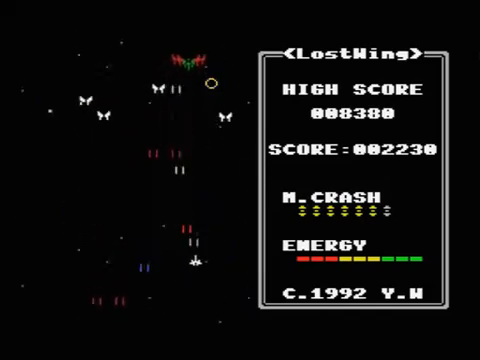 <LostWing>
HIGH SCORE
008380
SCORE:002230
M.CRASH
ENERGY
C.1992 Y.W